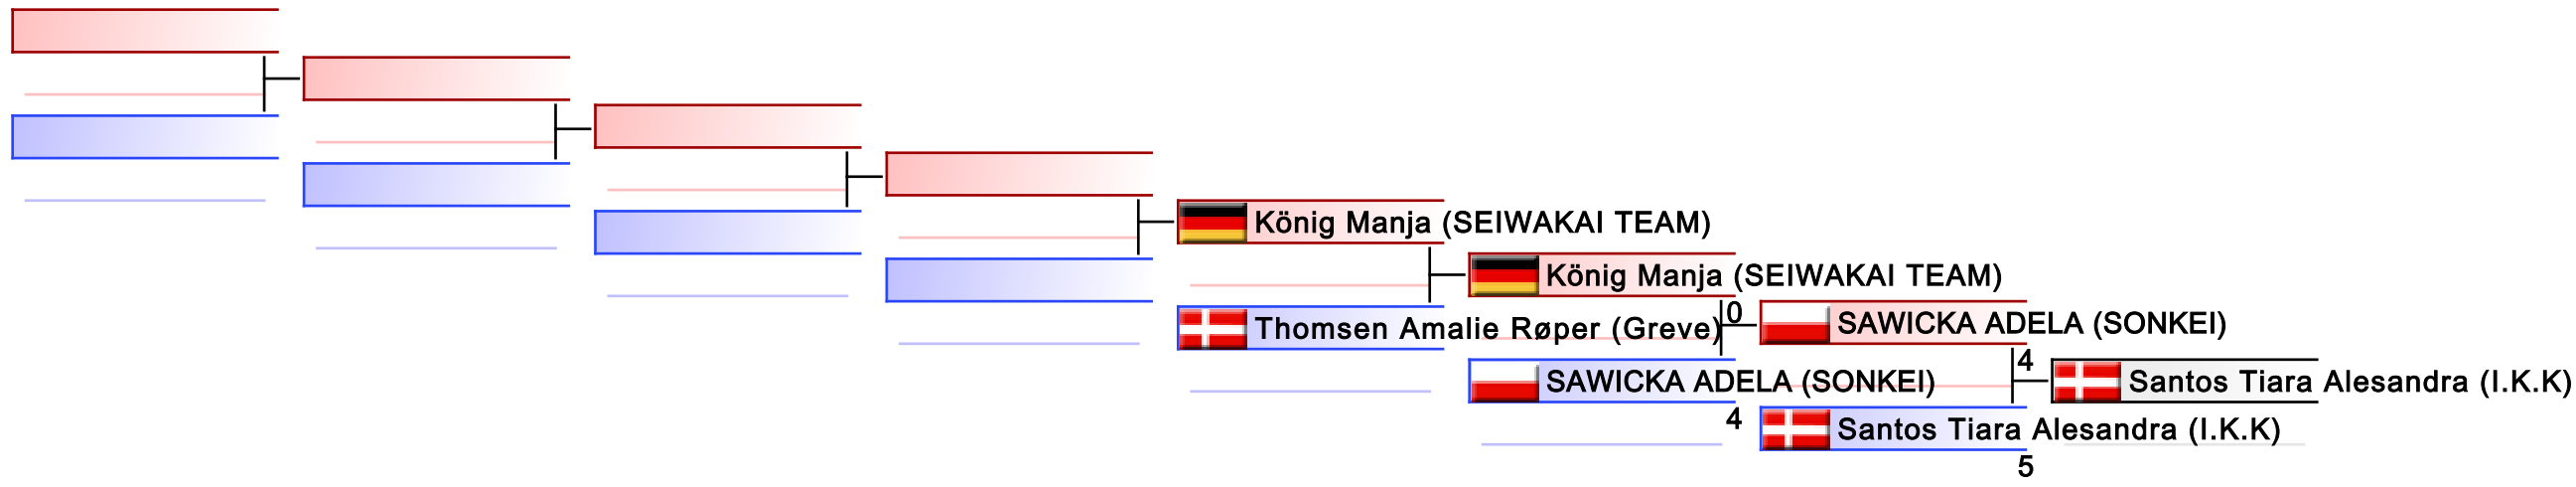 König Manja (SEIWAKAI TEAM)
König Manja (SEIWAKAI TEAM)
0
Thomsen Amalie Røper (Greve)
SAWICKA ADELA (SONKEI)
4
SAWICKA ADELA (SONKEI)
Santos Tiara Alesandra (I.K.K)
4
Santos Tiara Alesandra (I.K.K)
5